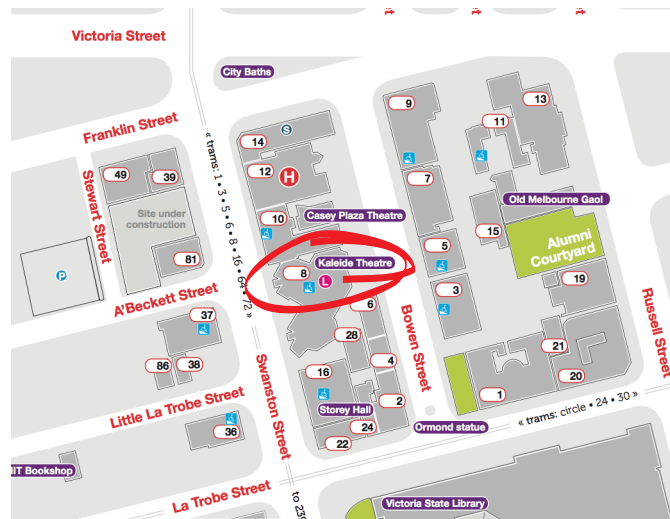 Victoria Street
City Baths
Franklin Street
Stewart Street
« trams: 1 • 3 • 5 • 6 • 8 • 16 • 64 • 72 »
49
39
Site under
construction
81
P
A'Beckett Street
37
86
38
Little La Trobe Street
36
La Trobe Street
Swanston Street
14
S
12
H
10
Casey Plaza Theatre
Kaleide Theatre
8
L
6
28
4
16
2
Storey Hall
24
22
9
7
5
3
Bowen Street
13
11
Old Melbourne Gaol
15
Alumni
Courtyard
19
21
20
1
Russell Street
Ormond statue
« trams: circle • 24 • 30 »
Victoria State Library